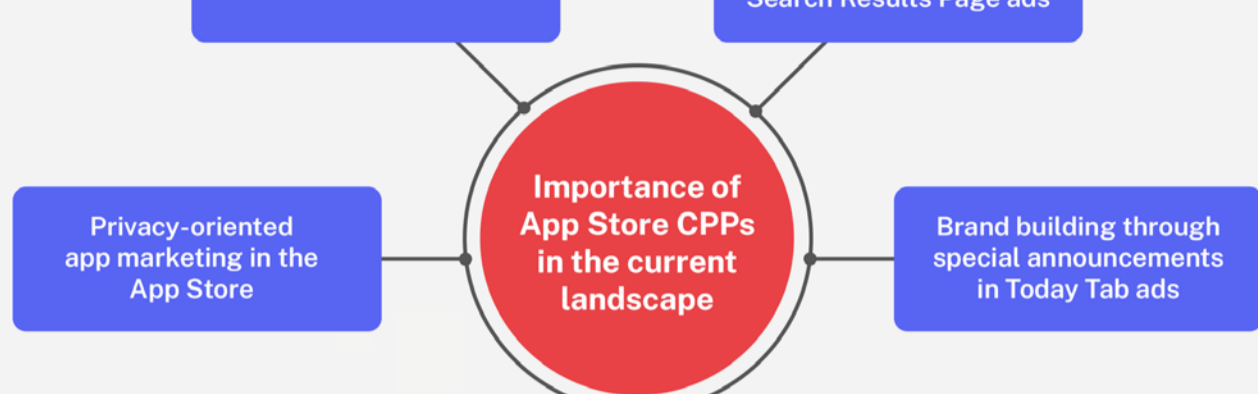 Search Results Page ads
Importance of
App Store CPPs
in the current
landscape
Privacy-oriented
app marketing in the
App Store
Brand building through
special announcements
in Today Tab ads